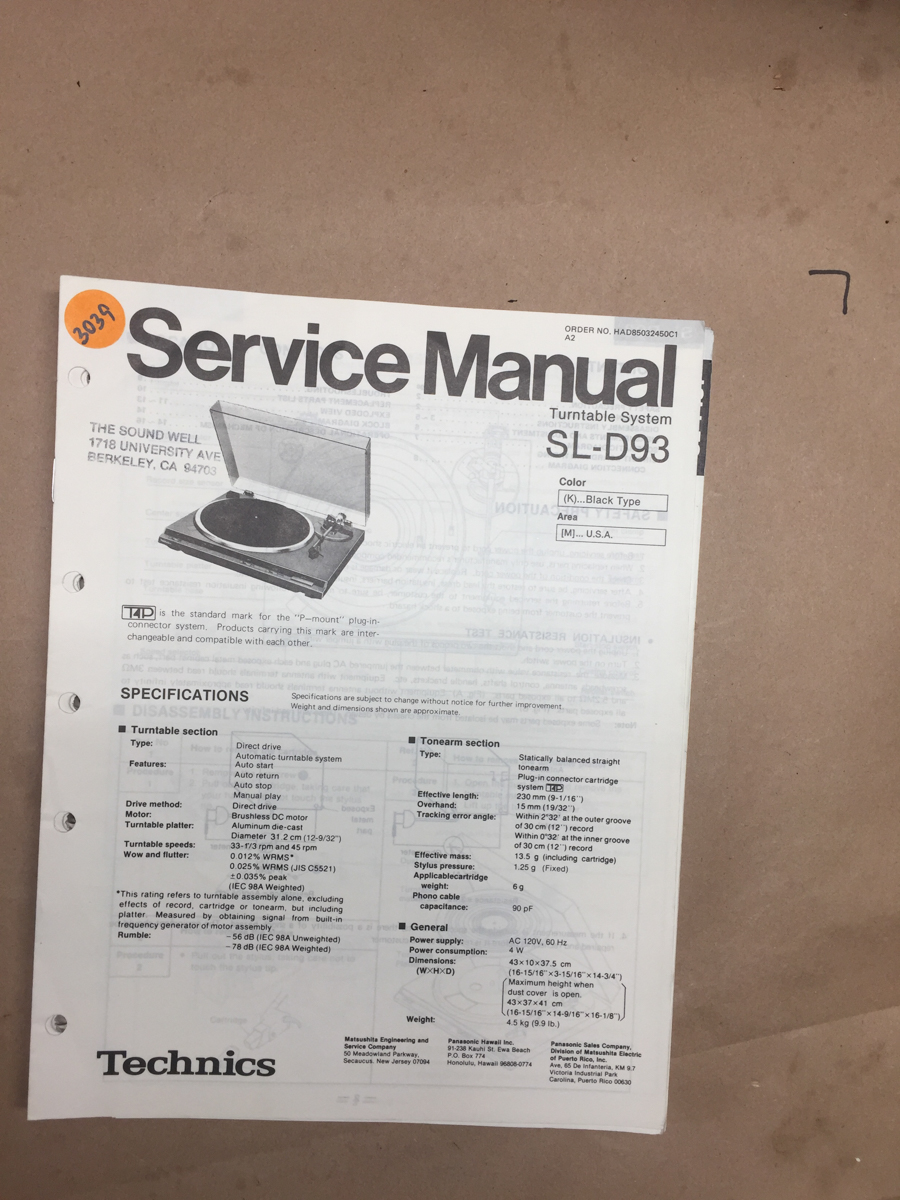 3039
Service Manual
ORDER NO. HAD85032450C1
A2
Turntable System
SL-D93
Color
(K)...Black Type
Area
[M]... U.S.A.
THE SOUND WELL
1718 UNIVERSITY AVE
BERKELEY, CA 94703
T4P is the standard mark for the "P-mount" plug-in-
connector system. Products carrying this mark are inter-
changeable and compatible with each other.
SPECIFICATIONS
Specifications are subject to change without notice for further improvement.
Weight and dimensions shown are approximate.
■ Turntable section
Type: Direct drive
Automatic turntable system
Features: Auto start
Auto return
Auto stop
Manual play
Drive method: Direct drive
Motor: Brushless DC motor
Turntable platter: Aluminum die-cast
Diameter 31.2 cm (12-9/32")
Turntable speeds: 33-1/3 rpm and 45 rpm
Wow and flutter: 0.012% WRMS*
0.025% WRMS (JIS C5521)
±0.035% peak
(IEC 98A Weighted)
*This rating refers to turntable assembly alone, excluding
effects of record, cartridge or tonearm, but including
platter. Measured by obtaining signal from built-in
frequency generator of motor assembly.
Rumble: -56 dB (IEC 98A Unweighted)
-78 dB (IEC 98A Weighted)
■ Tonearm section
Type: Statically balanced straight
tonearm
Plug-in connector cartridge
system T4P
Effective length: 230 mm (9-1/16")
Overhand: 15 mm (19/32")
Tracking error angle: Within 2°32' at the outer groove
of 30 cm (12") record
Within 0°32' at the inner groove
of 30 cm (12") record
Effective mass: 13.5 g (including cartridge)
Stylus pressure: 1.25 g (Fixed)
Applicablecartridge
weight: 6 g
Phono cable
capacitance: 90 pF
■ General
Power supply: AC 120V, 60 Hz
Power consumption: 4 W
Dimensions: 43×10×37.5 cm
(W×H×D) (16-15/16"×3-15/16"×14-3/4")
(Maximum height when
dust cover is open.
43×37×41 cm
(16-15/16"×14-9/16"×16-1/8"))
Weight: 4.5 kg (9.9 lb.)
Technics
Matsushita Engineering and
Service Company
50 Meadowland Parkway,
Secaucus, New Jersey 07094
Panasonic Hawaii Inc.
91-238 Kauhi St. Ewa Beach
P.O. Box 774
Honolulu, Hawaii 96808-0774
Panasonic Sales Company,
Division of Matsushita Electric
of Puerto Rico, Inc.
Ave, 65 De Infanteria, KM 9.7
Victoria Industrial Park
Carolina, Puerto Rico 00630